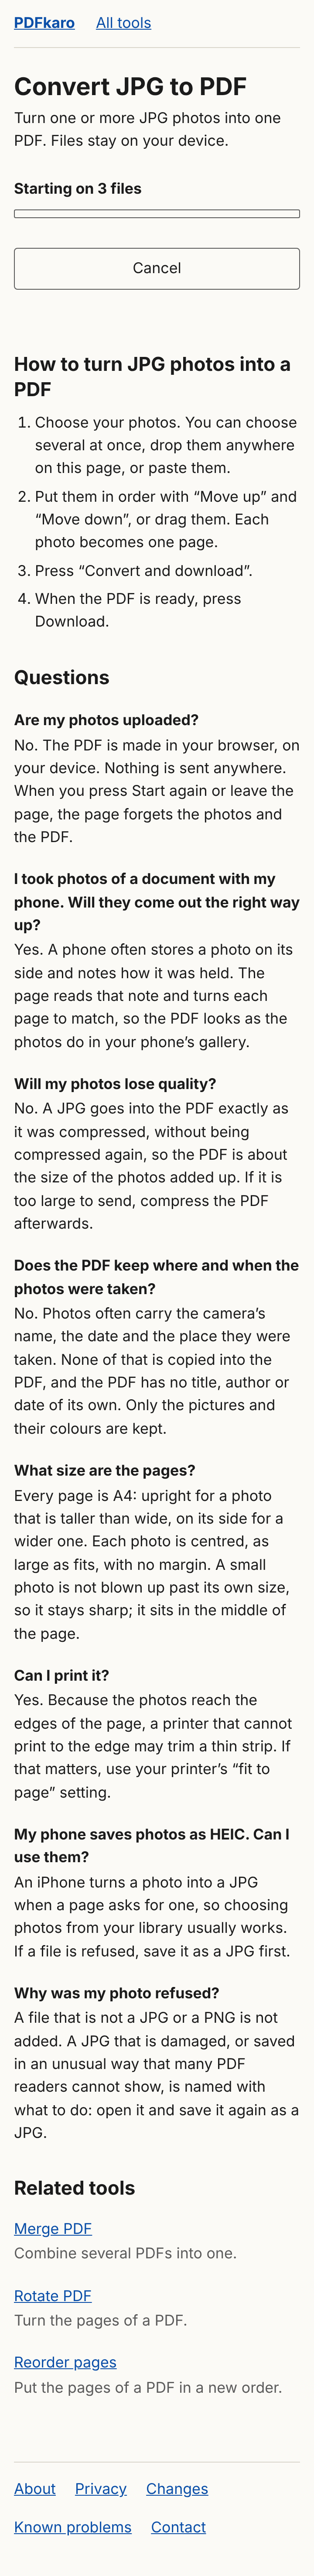 PDFkaro All tools
Convert JPG to PDF
Turn one or more JPG photos into one
PDF. Files stay on your device.
Starting on 3 files
Cancel
How to turn JPG photos into a
PDF
1. Choose your photos. You can choose
several at once, drop them anywhere
on this page, or paste them.
2. Put them in order with “Move up” and
“Move down”, or drag them. Each
photo becomes one page.
3. Press “Convert and download”.
4. When the PDF is ready, press
Download.
Questions
Are my photos uploaded?
No. The PDF is made in your browser, on
your device. Nothing is sent anywhere.
When you press Start again or leave the
page, the page forgets the photos and
the PDF.
I took photos of a document with my
phone. Will they come out the right way
up?
Yes. A phone often stores a photo on its
side and notes how it was held. The
page reads that note and turns each
page to match, so the PDF looks as the
photos do in your phone’s gallery.
Will my photos lose quality?
No. A JPG goes into the PDF exactly as
it was compressed, without being
compressed again, so the PDF is about
the size of the photos added up. If it is
too large to send, compress the PDF
afterwards.
Does the PDF keep where and when the
photos were taken?
No. Photos often carry the camera’s
name, the date and the place they were
taken. None of that is copied into the
PDF, and the PDF has no title, author or
date of its own. Only the pictures and
their colours are kept.
What size are the pages?
Every page is A4: upright for a photo
that is taller than wide, on its side for a
wider one. Each photo is centred, as
large as fits, with no margin. A small
photo is not blown up past its own size,
so it stays sharp; it sits in the middle of
the page.
Can I print it?
Yes. Because the photos reach the
edges of the page, a printer that cannot
print to the edge may trim a thin strip. If
that matters, use your printer’s “fit to
page” setting.
My phone saves photos as HEIC. Can I
use them?
An iPhone turns a photo into a JPG
when a page asks for one, so choosing
photos from your library usually works.
If a file is refused, save it as a JPG first.
Why was my photo refused?
A file that is not a JPG or a PNG is not
added. A JPG that is damaged, or saved
in an unusual way that many PDF
readers cannot show, is named with
what to do: open it and save it again as a
JPG.
Related tools
Merge PDF
Combine several PDFs into one.
Rotate PDF
Turn the pages of a PDF.
Reorder pages
Put the pages of a PDF in a new order.
About Privacy Changes
Known problems Contact